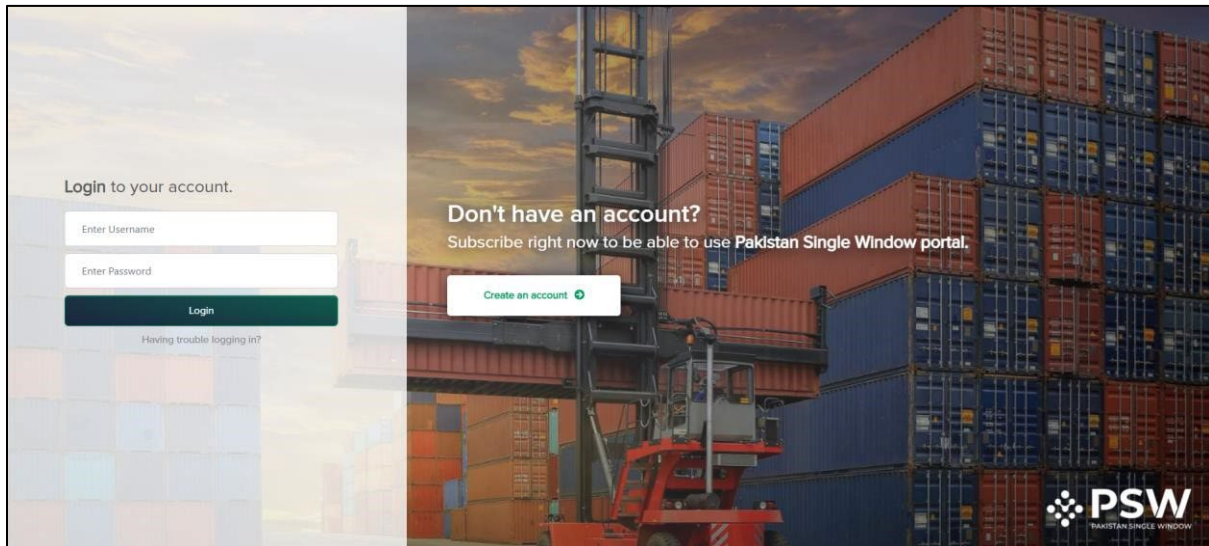 Login to your account.
Enter Username
Enter Password
Login
Having trouble logging in?
Don't have an account?
Subscribe right now to be able to use Pakistan Single Window portal.
Create an account
PSW
PAKISTAN SINGLE WINDOW